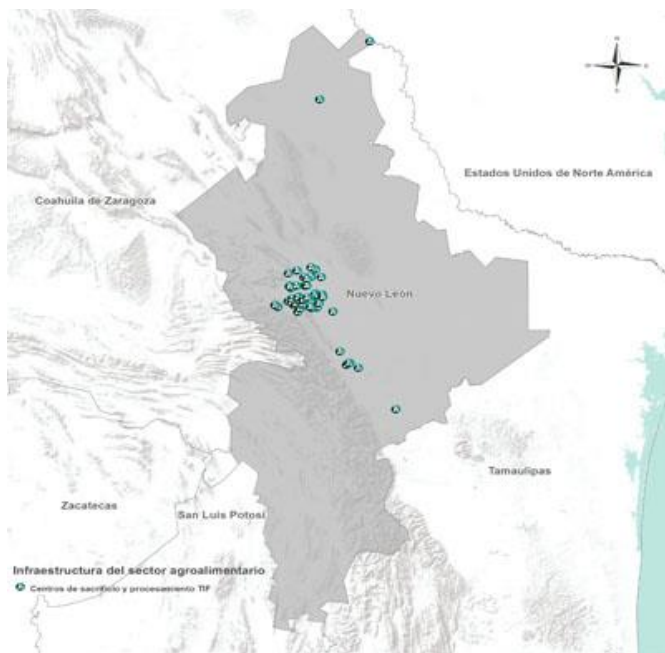 Estados Unidos de Norte América
Coahuila de Zaragoza
Nuevo León
Tamaulipas
Zacatecas
San Luis Potosí
Infraestructura del sector agroalimentario
Centros de sacrificio y procesamiento TIF